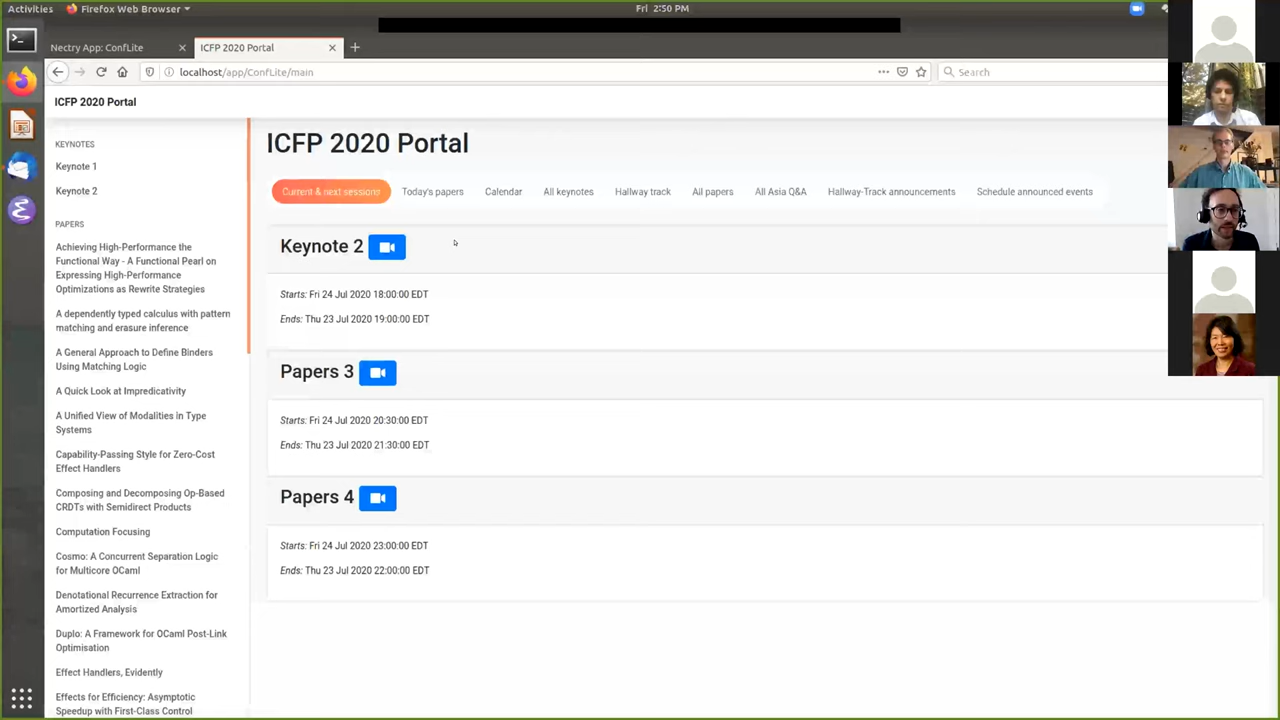 Activities
Firefox Web Browser
Fri 2:50 PM
Nectry App: ConfLite
ICFP 2020 Portal
localhost/app/ConfLite/main
Search
ICFP 2020 Portal
KEYNOTES
Keynote 1
Keynote 2
PAPERS
Achieving High-Performance the
Functional Way - A Functional Pearl on
Expressing High-Performance
Optimizations as Rewrite Strategies
A dependently typed calculus with pattern
matching and erasure inference
A General Approach to Define Binders
Using Matching Logic
A Quick Look at Impredicativity
A Unified View of Modalities in Type
Systems
Capability-Passing Style for Zero-Cost
Effect Handlers
Composing and Decomposing Op-Based
CRDTs with Semidirect Products
Computation Focusing
Cosmo: A Concurrent Separation Logic
for Multicore OCaml
Denotational Recurrence Extraction for
Amortized Analysis
Duplo: A Framework for OCaml Post-Link
Optimisation
Effect Handlers, Evidently
Effects for Efficiency: Asymptotic
Speedup with First-Class Control
ICFP 2020 Portal
Current & next sessions
Today's papers
Calendar
All keynotes
Hallway track
All papers
All Asia Q&A
Hallway-Track announcements
Schedule announced events
Keynote 2
Starts: Fri 24 Jul 2020 18:00:00 EDT
Ends: Thu 23 Jul 2020 19:00:00 EDT
Papers 3
Starts: Fri 24 Jul 2020 20:30:00 EDT
Ends: Thu 23 Jul 2020 21:30:00 EDT
Papers 4
Starts: Fri 24 Jul 2020 23:00:00 EDT
Ends: Thu 23 Jul 2020 22:00:00 EDT